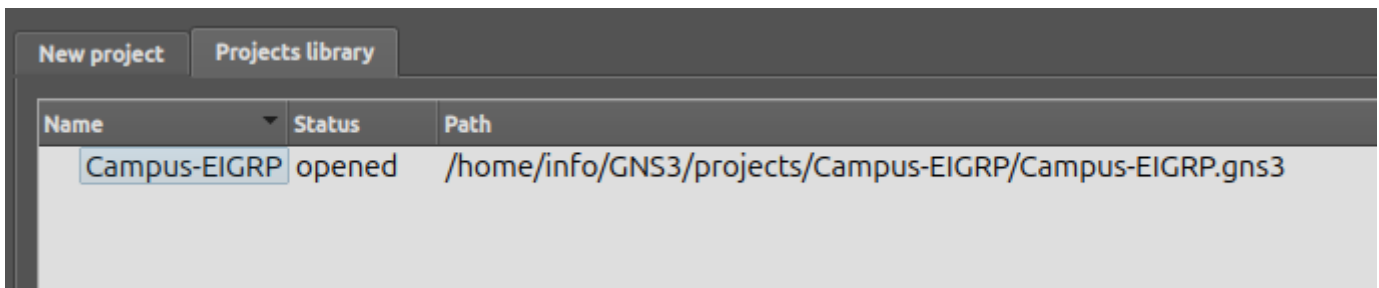 New project Projects library
Name Status Path
Campus-EIGRP opened /home/info/GNS3/projects/Campus-EIGRP/Campus-EIGRP.gns3